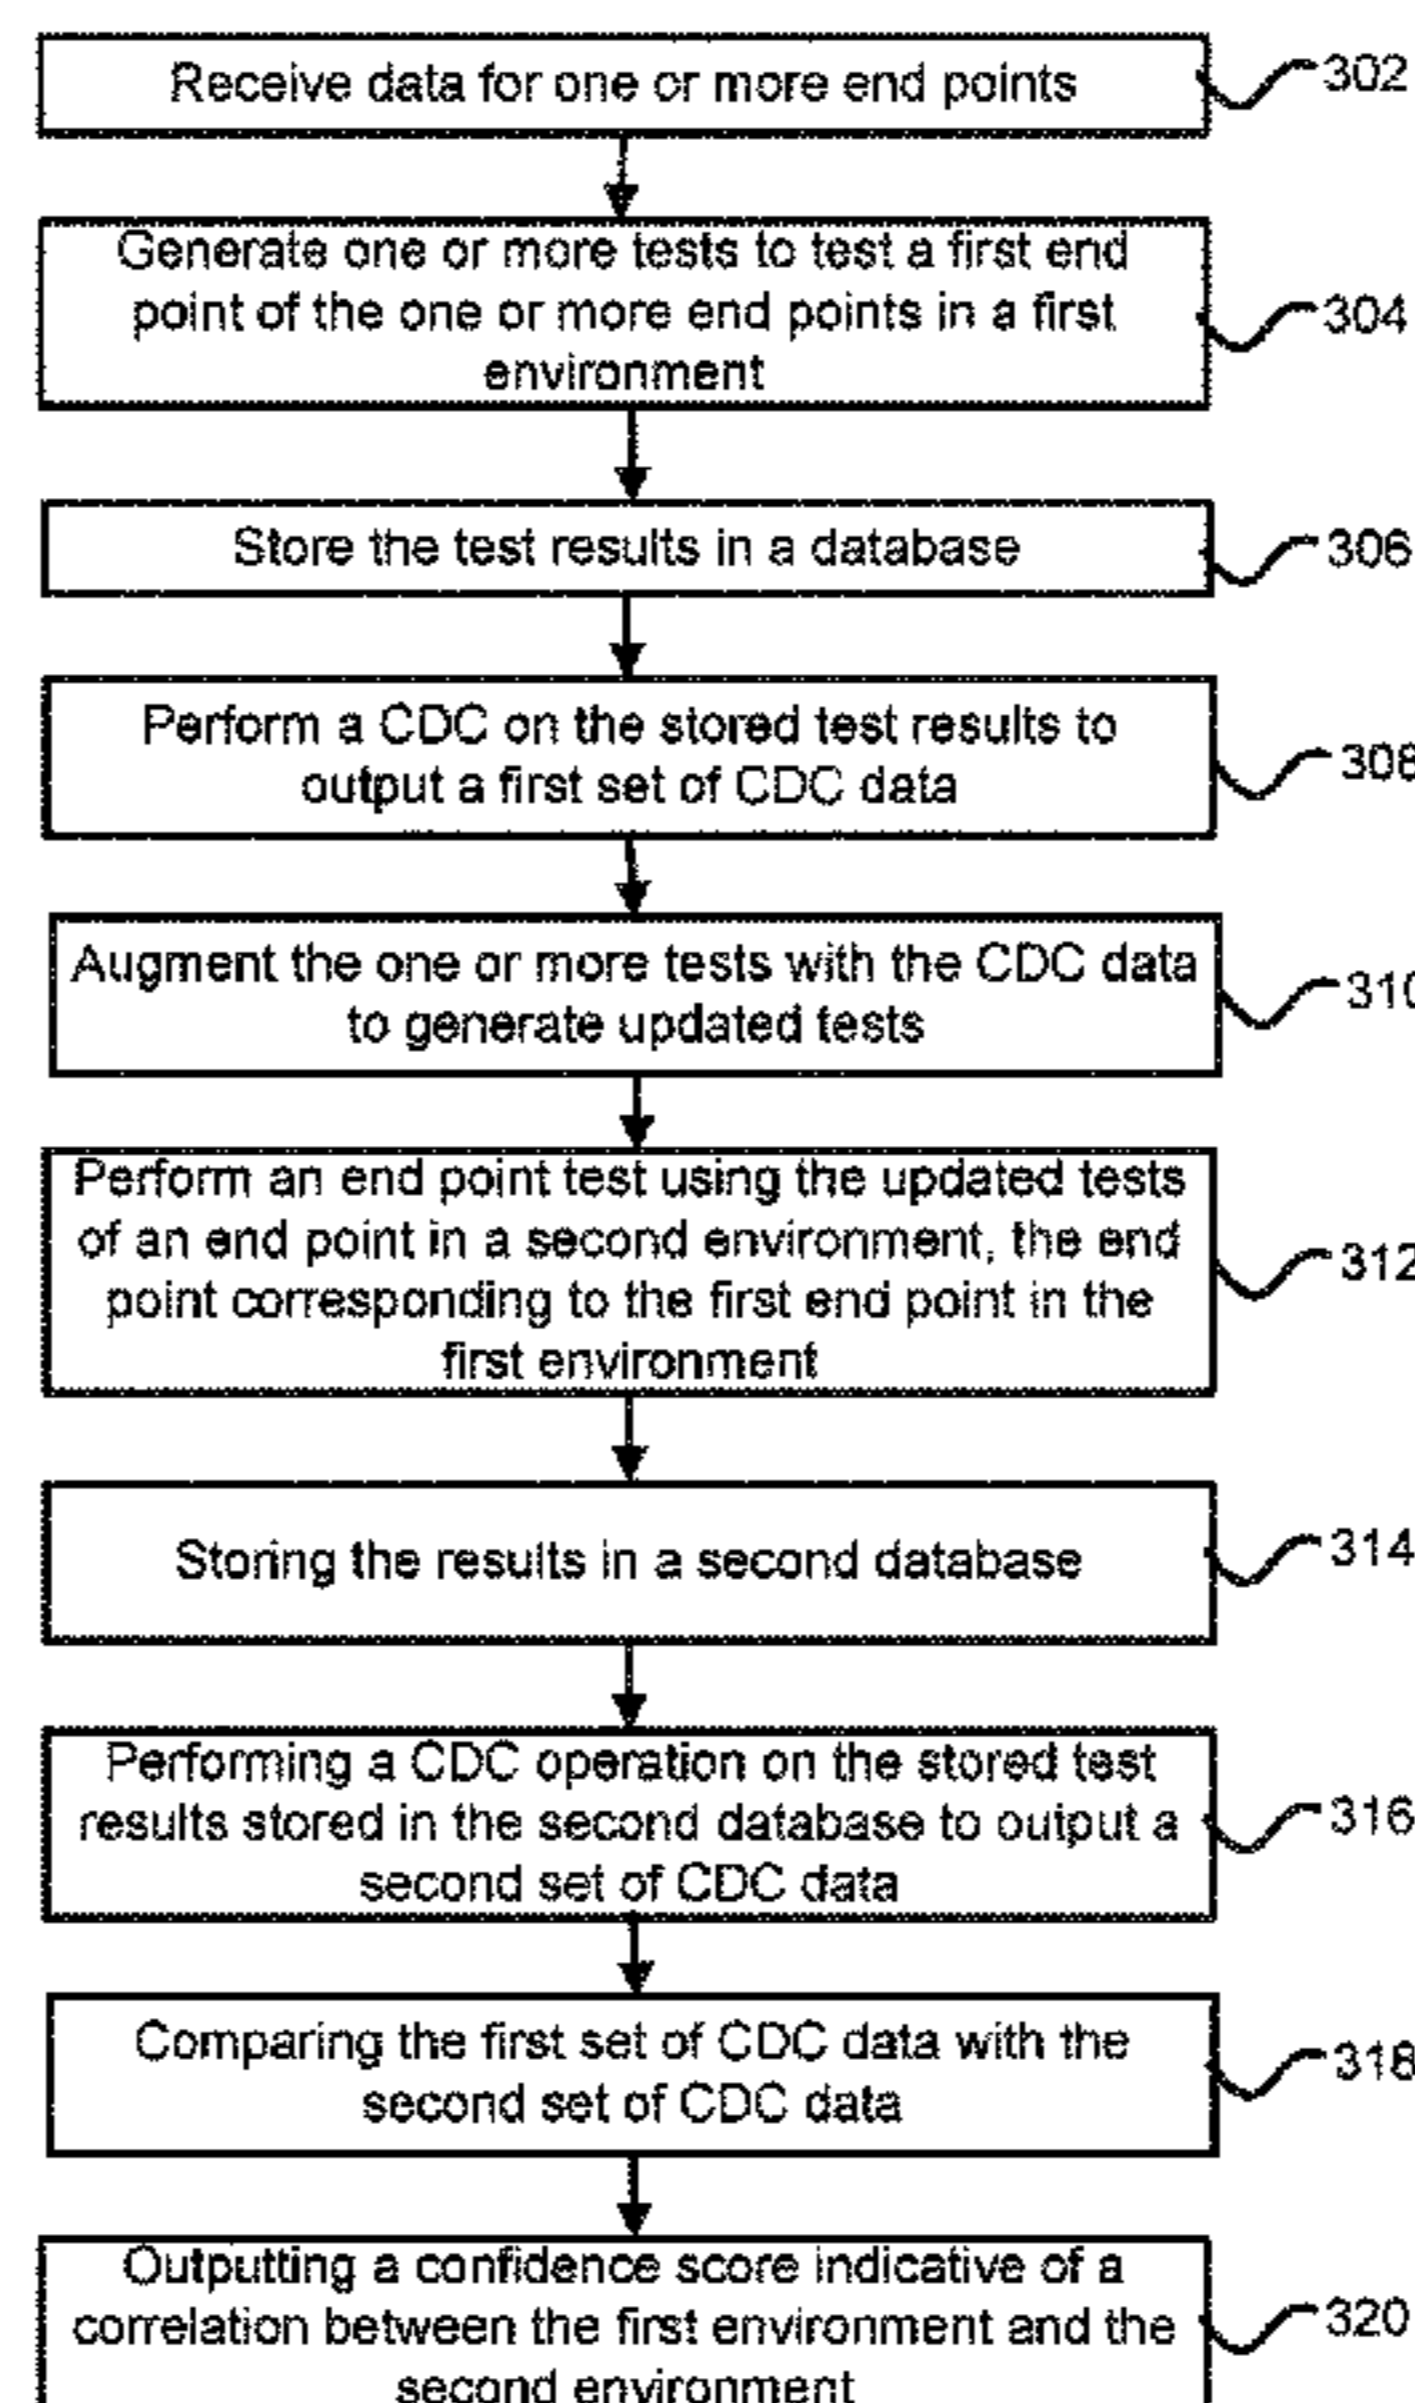 Receive data for one or more end points
302
Generate one or more tests to test a first end
point of the one or more end points in a first
environment
304
Store the test results in a database
306
Perform a CDC on the stored test results to
output a first set of CDC data
308
Augment the one or more tests with the CDC data
to generate updated tests
310
Perform an end point test using the updated tests
of an end point in a second environment, the end
point corresponding to the first end point in the
first environment
312
Storing the results in a second database
314
Performing a CDC operation on the stored test
results stored in the second database to output a
second set of CDC data
316
Comparing the first set of CDC data with the
second set of CDC data
318
Outputting a confidence score indicative of a
correlation between the first environment and the
second environment
320